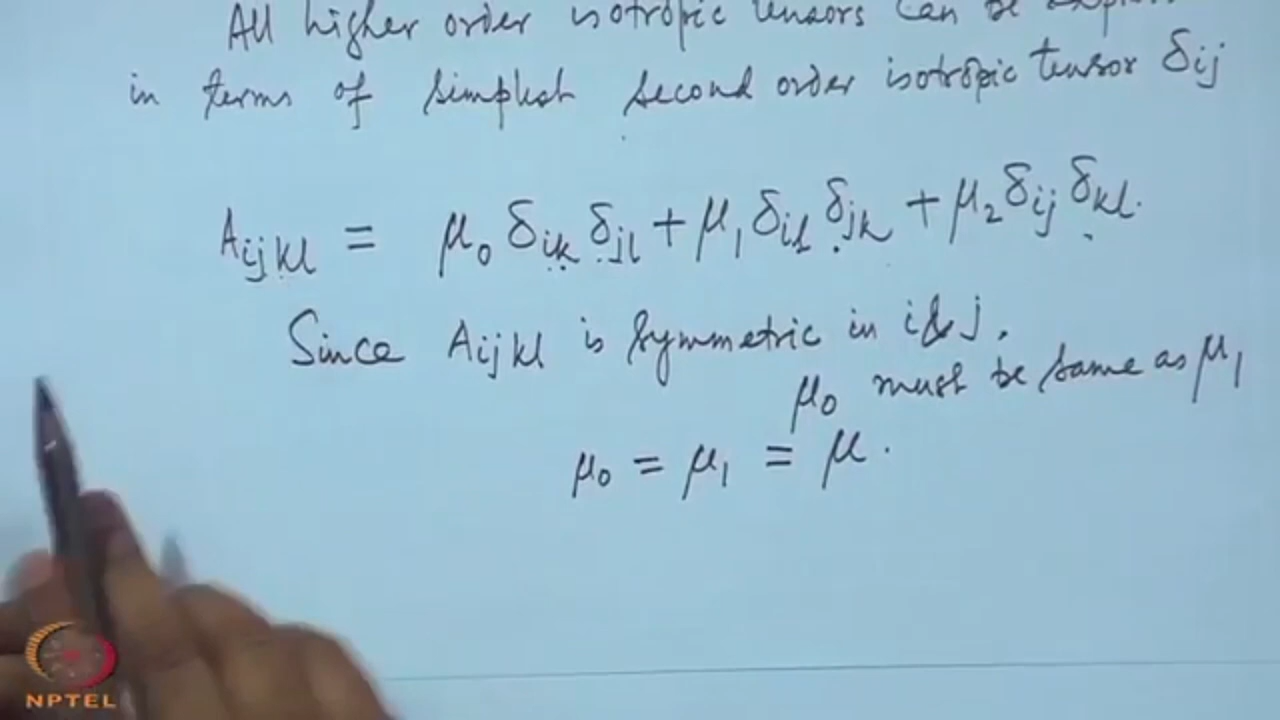 All higher order isotropic tensors can be
in terms of simplest second order isotropic tensor δij
Aijkl = μ0 δik δjl + μ1 δil δjk + μ2 δij δkl.
Since Aijkl is symmetric in i & j.
μ0 must be same as μ1
μ0 = μ1 = μ.
NPTEL